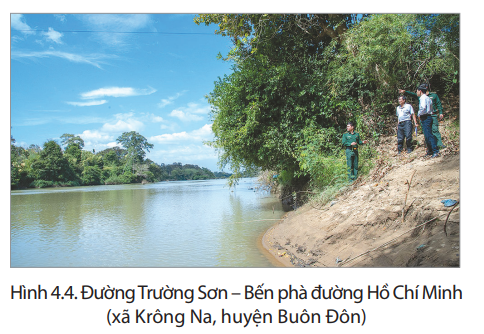 Hình 4.4. Đường Trường Sơn – Bến phà đường Hồ Chí Minh
(xã Krông Na, huyện Buôn Đôn)